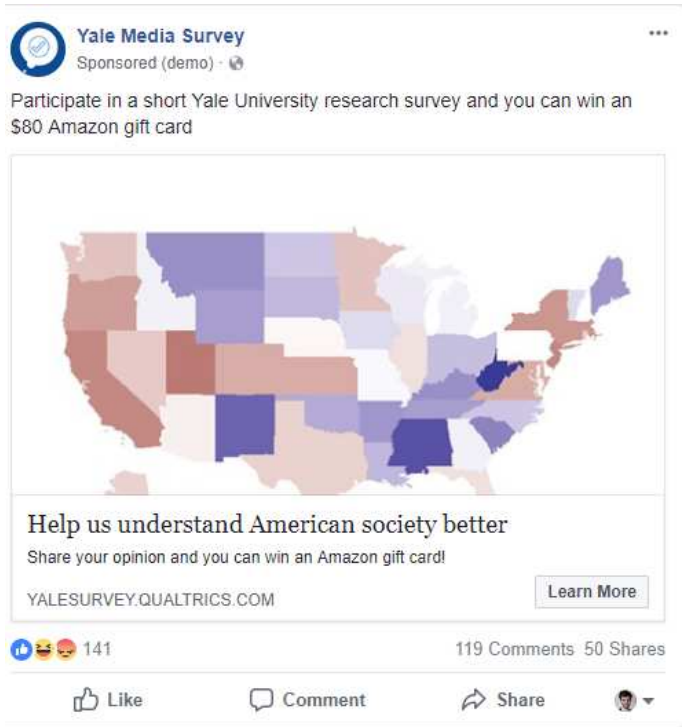 Yale Media Survey
Sponsored (demo) ·
Participate in a short Yale University research survey and you can win an
$80 Amazon gift card
Help us understand American society better
Share your opinion and you can win an Amazon gift card!
YALESURVEY.QUALTRICS.COM
Learn More
141
119 Comments 50 Shares
Like Comment Share